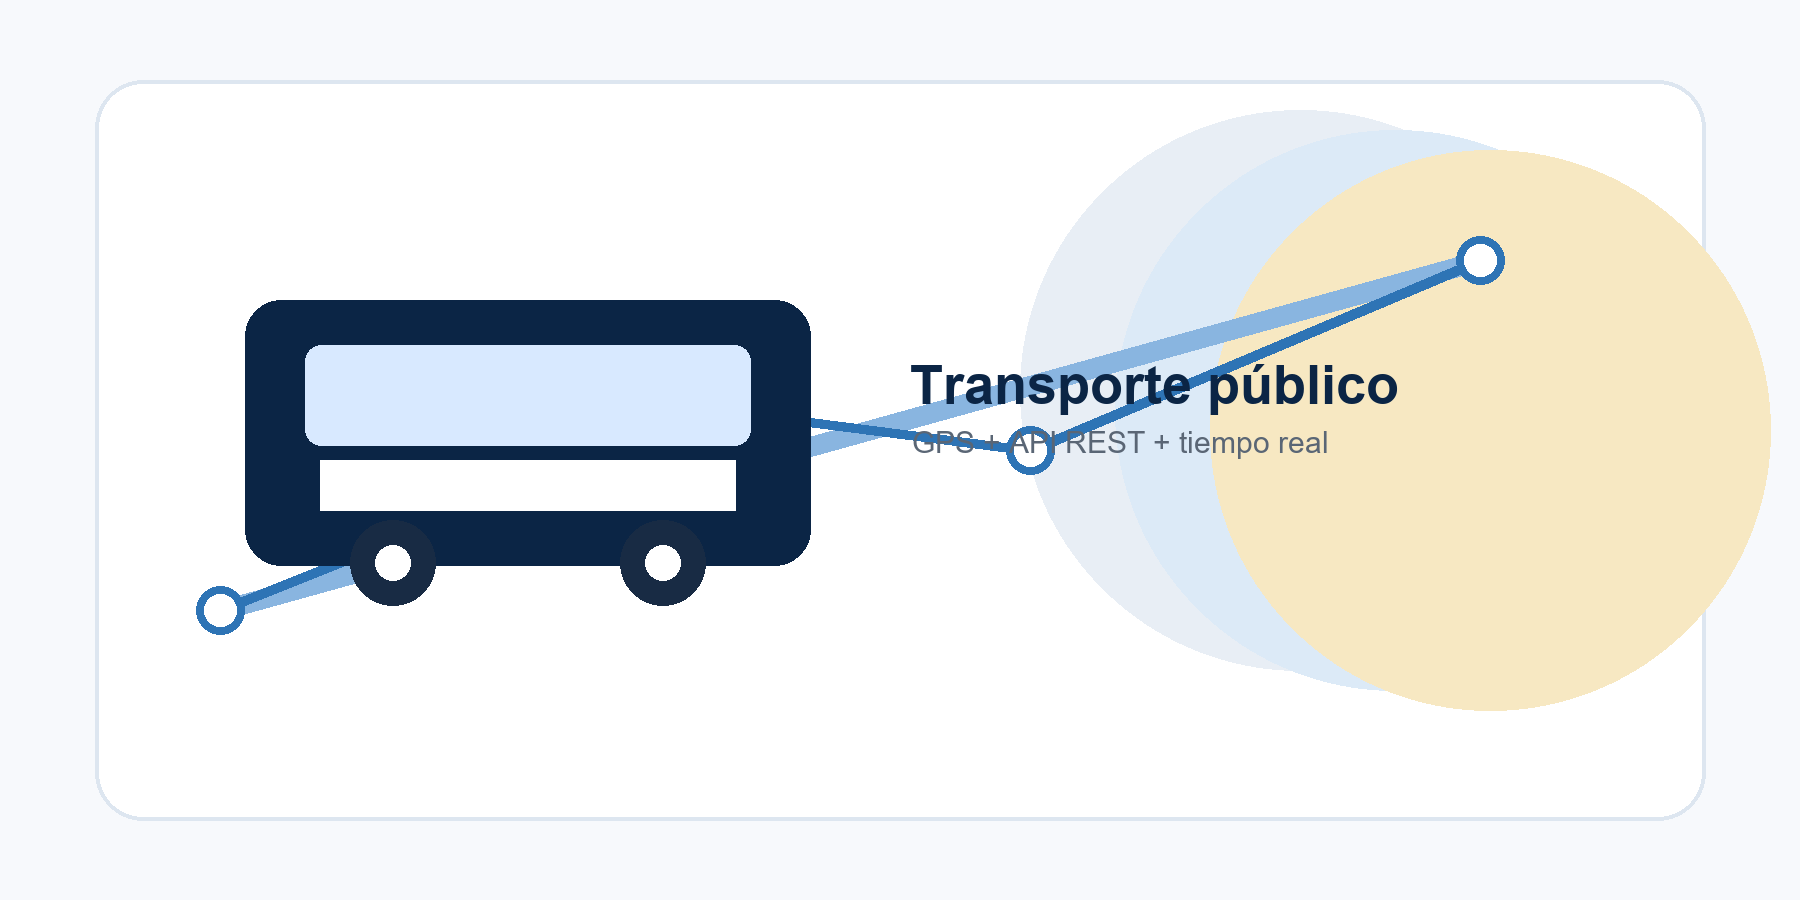 Transporte público
GPS + API REST + tiempo real